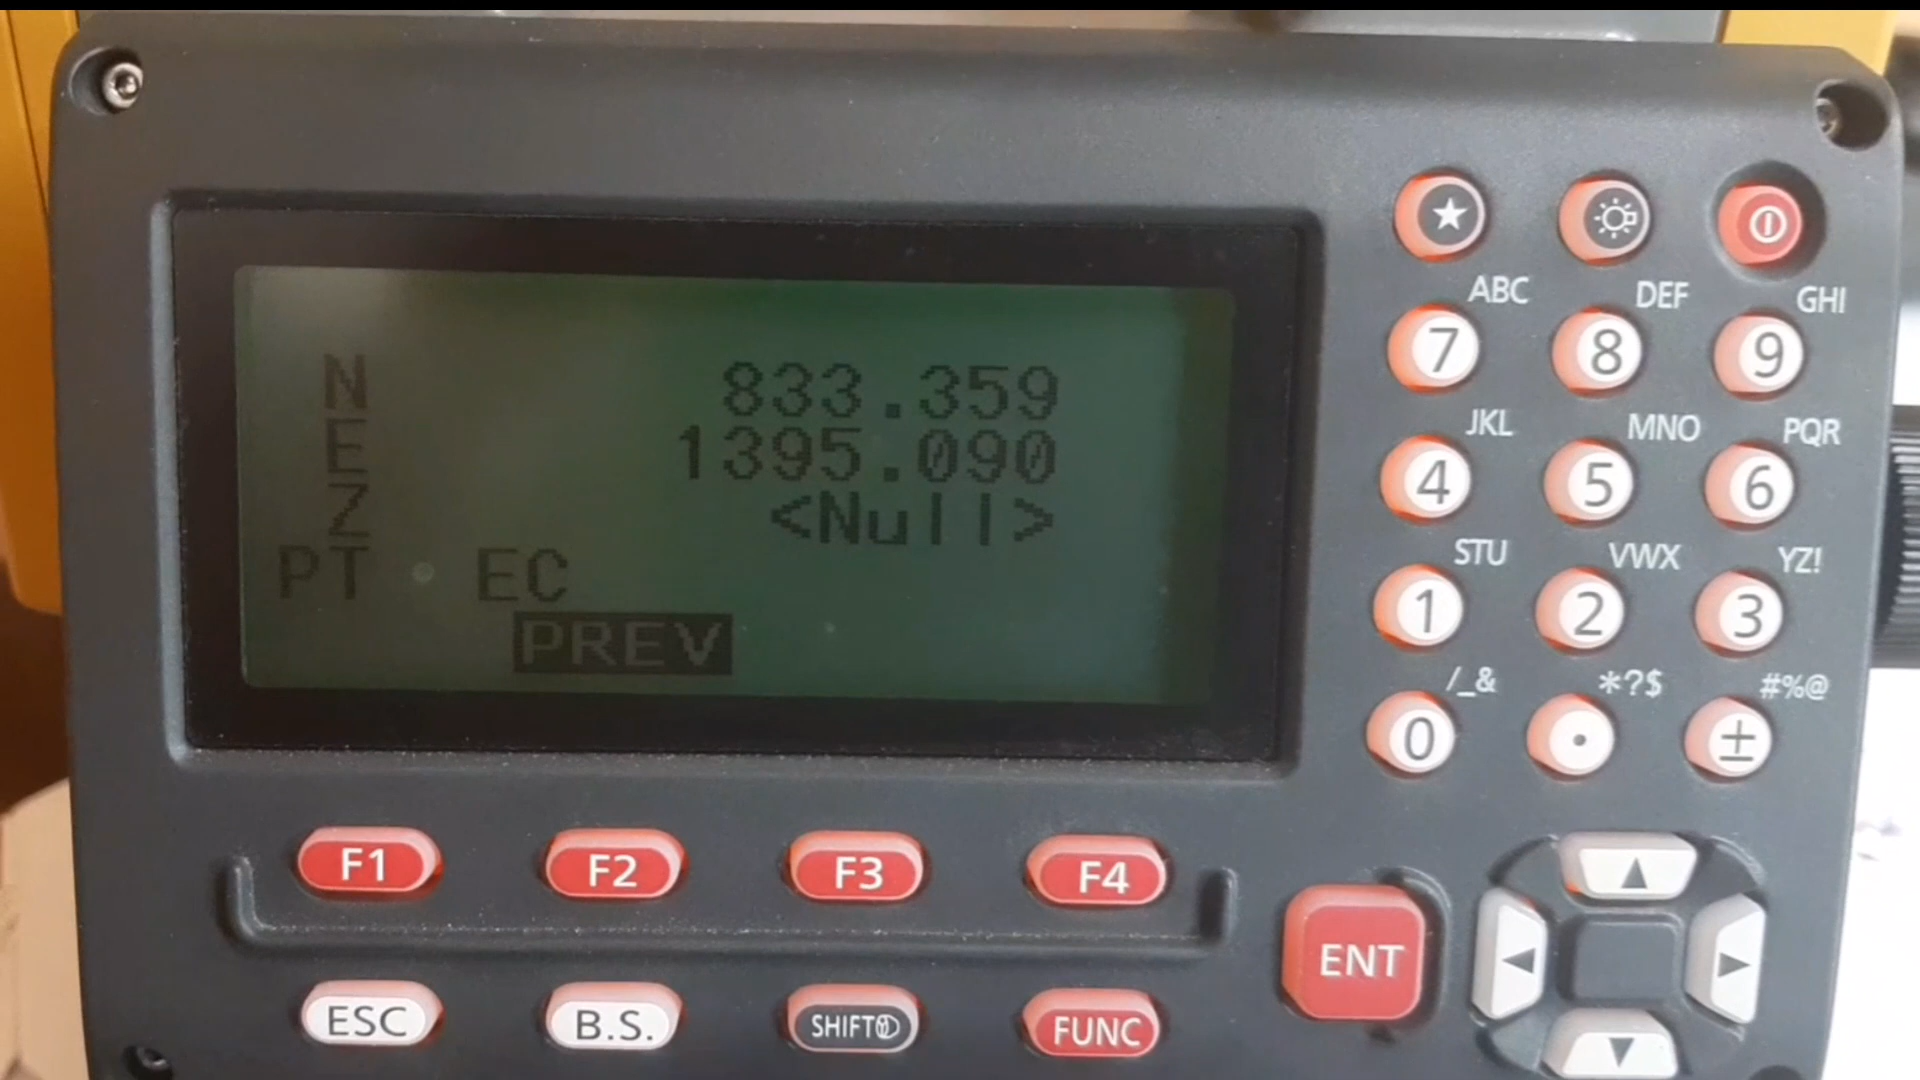 N 833.359
E 1395.090
Z <Null>
PT EC
PREV
ABC DEF GHI
7 8 9
JKL MNO PQR
4 5 6
STU VWX YZ!
1 2 3
/_& *?$ #%@
0 . ±
F1 F2 F3 F4
ENT
ESC B.S. SHIFT FUNC